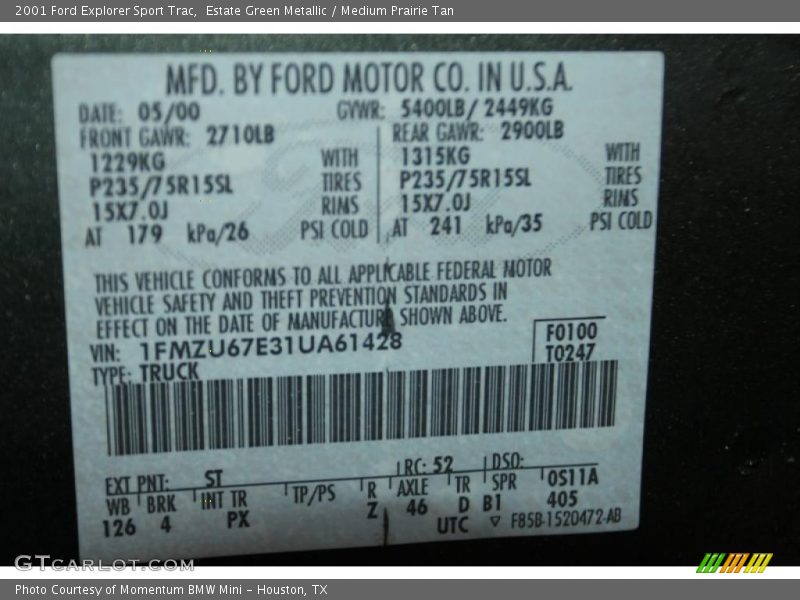 2001 Ford Explorer Sport Trac, Estate Green Metallic / Medium Prairie Tan
MFD. BY FORD MOTOR CO. IN U.S.A.
DATE: 05/00 GVWR: 5400LB/ 2449KG
FRONT GAWR: 2710LB REAR GAWR: 2900LB
1229KG WITH 1315KG WITH
P235/75R15SL TIRES P235/75R15SL TIRES
15X7.0J RIMS 15X7.0J RIMS
AT 179 kPa/26 PSI COLD AT 241 kPa/35 PSI COLD
THIS VEHICLE CONFORMS TO ALL APPLICABLE FEDERAL MOTOR
VEHICLE SAFETY AND THEFT PREVENTION STANDARDS IN
EFFECT ON THE DATE OF MANUFACTURE SHOWN ABOVE.
VIN: 1FMZU67E31UA61428 F0100
TYPE: TRUCK T0247
EXT PNT: ST RC: 52 DSO:
WB BRK INT TR TP/PS R AXLE TR SPR 0S11A
126 4 PX Z 46 D B1 405
UTC ▽ F85B-1520472-AB
GTCARLOT.COM
Photo Courtesy of Momentum BMW Mini - Houston, TX